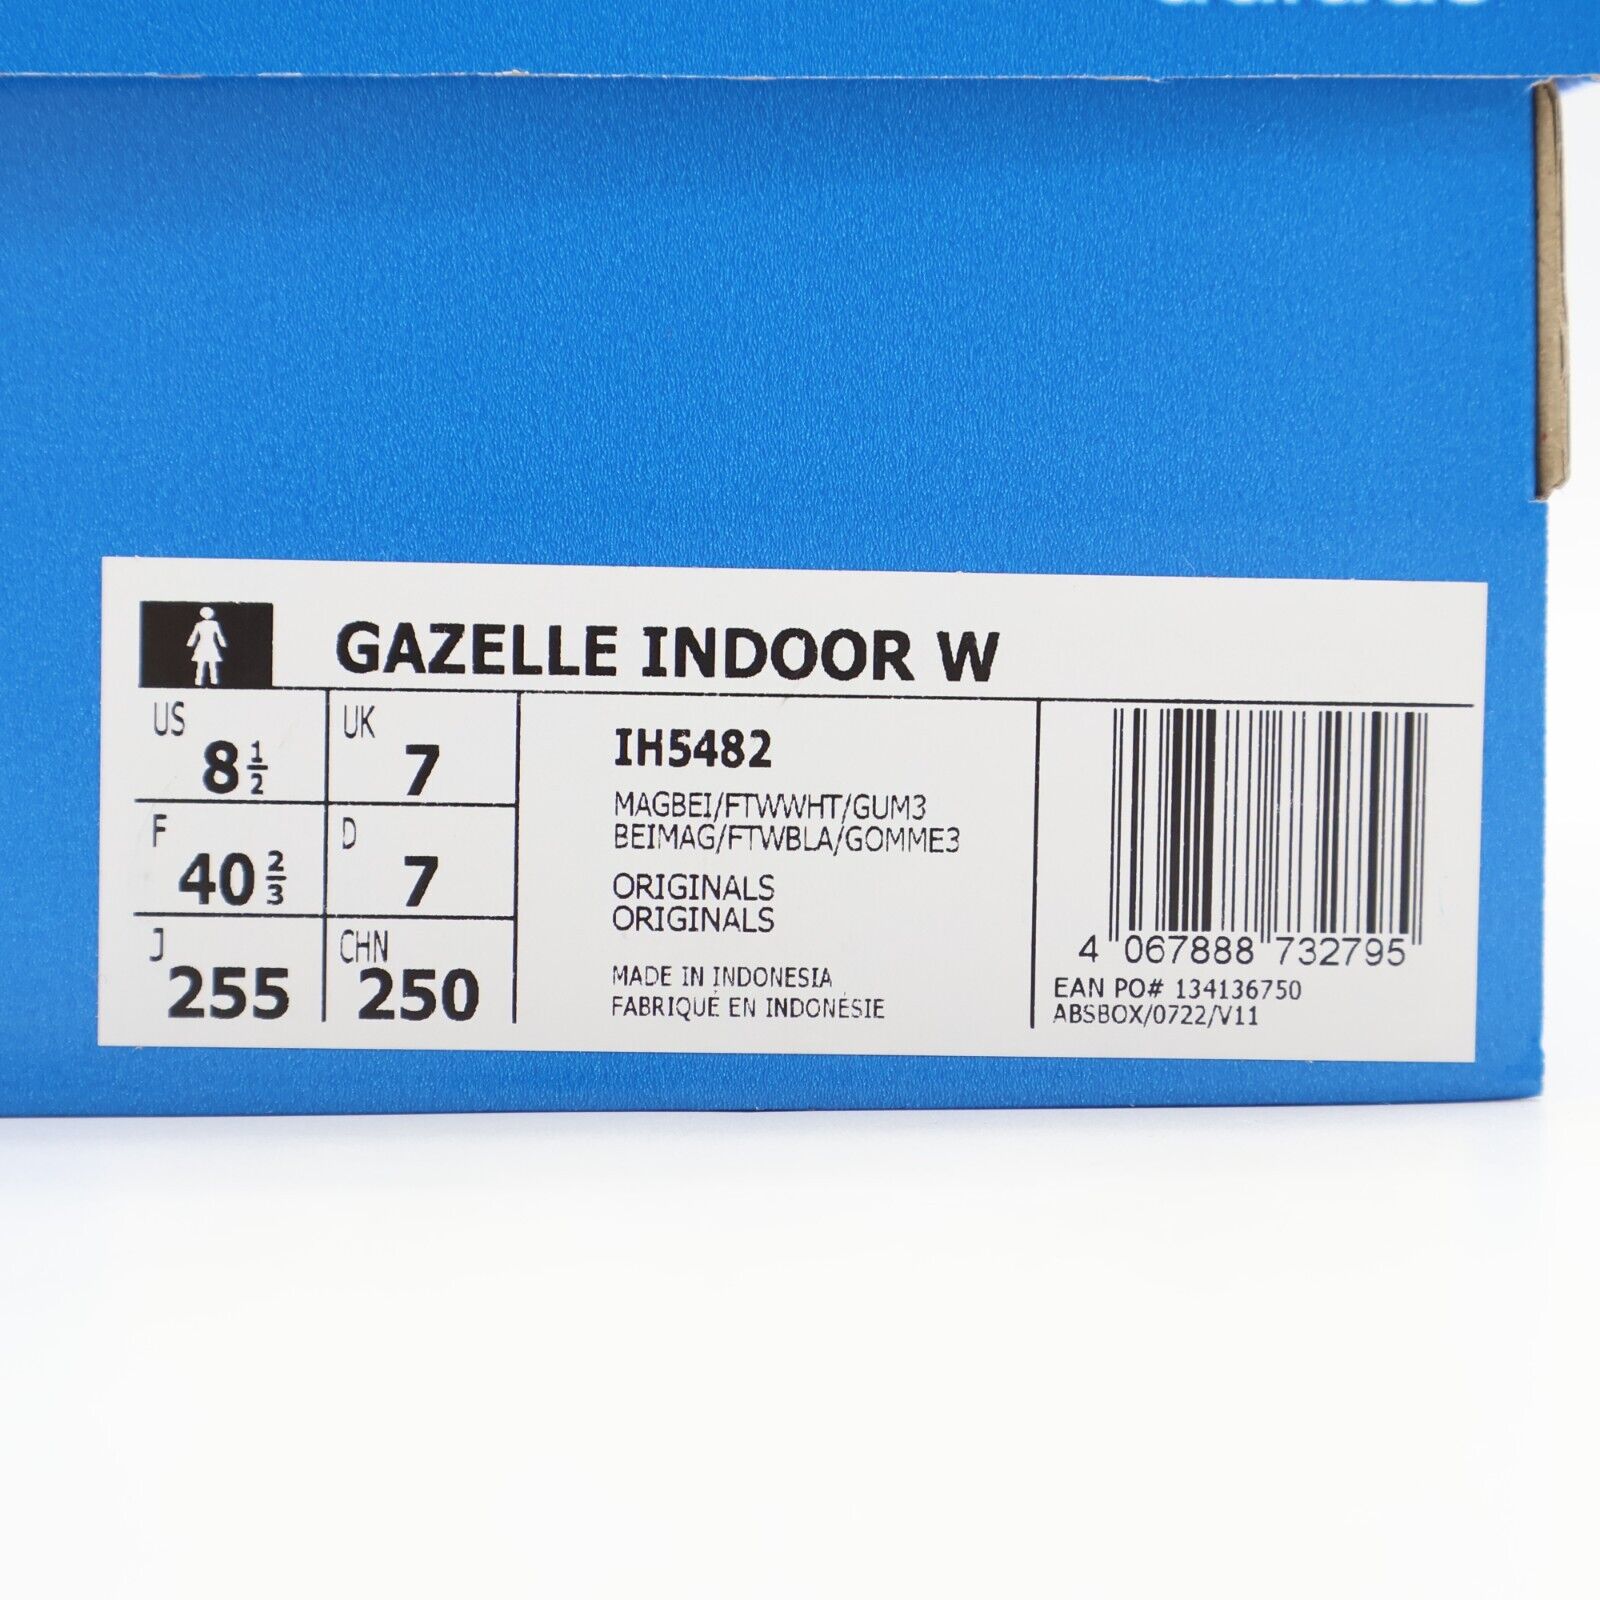 adidas
GAZELLE INDOOR W
US
8 1/2
UK
7
F
40 2/3
D
7
J
255
CHN
250
IH5482
MAGBEI/FTWWHT/GUM3
BEIMAG/FTWBLA/GOMME3
ORIGINALS
ORIGINALS
MADE IN INDONESIA
FABRIQUÉ EN INDONÉSIE
4 067888 732795
EAN PO# 134136750
ABSBOX/0722/V11